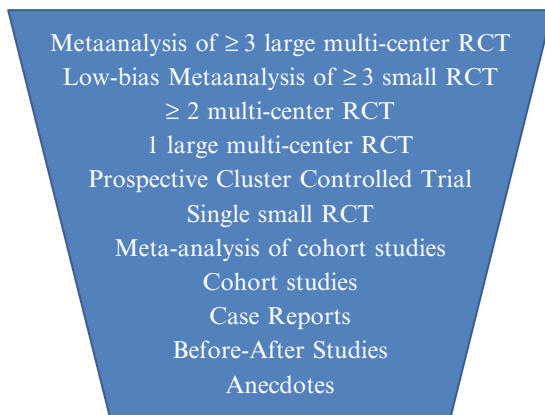 Metaanalysis of ≥ 3 large multi-center RCT
Low-bias Metaanalysis of ≥ 3 small RCT
≥ 2 multi-center RCT
1 large multi-center RCT
Prospective Cluster Controlled Trial
Single small RCT
Meta-analysis of cohort studies
Cohort studies
Case Reports
Before-After Studies
Anecdotes